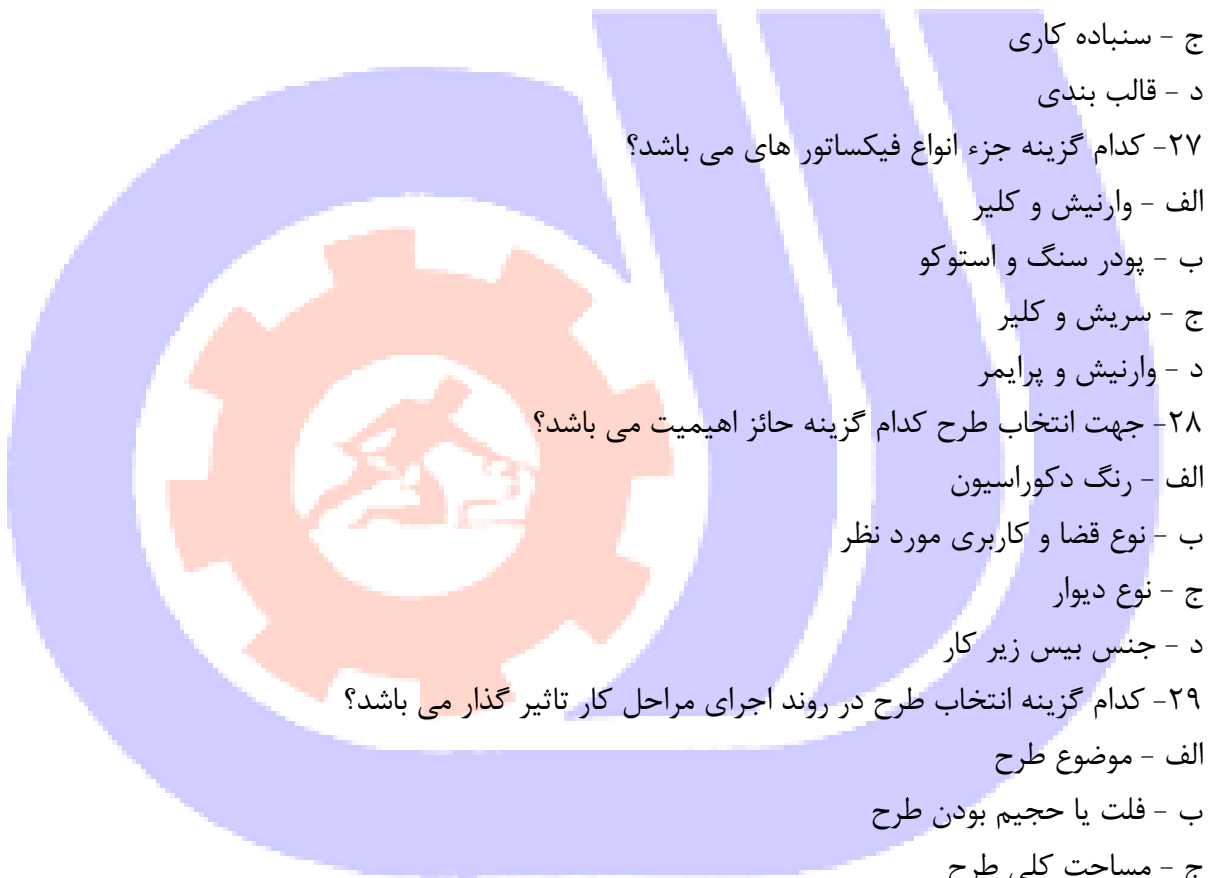 ج - سنباده کاری
د - قالب بندی
۲۷- کدام گزینه جزء انواع فیکساتور های می باشد؟
الف - وارنیش و کلیر
ب - پودر سنگ و استوکو
ج - سریش و کلیر
د - وارنیش و پرایمر
۲۸- جهت انتخاب طرح کدام گزینه حائز اهیمیت می باشد؟
الف - رنگ دکوراسیون
ب - نوع قضا و کاربری مورد نظر
ج - نوع دیوار
د - جنس بیس زیر کار
۲۹- کدام گزینه انتخاب طرح در روند اجرای مراحل کار تاثیر گذار می باشد؟
الف - موضوع طرح
ب - فلت یا حجیم بودن طرح
ج - مساحت کلی طرح